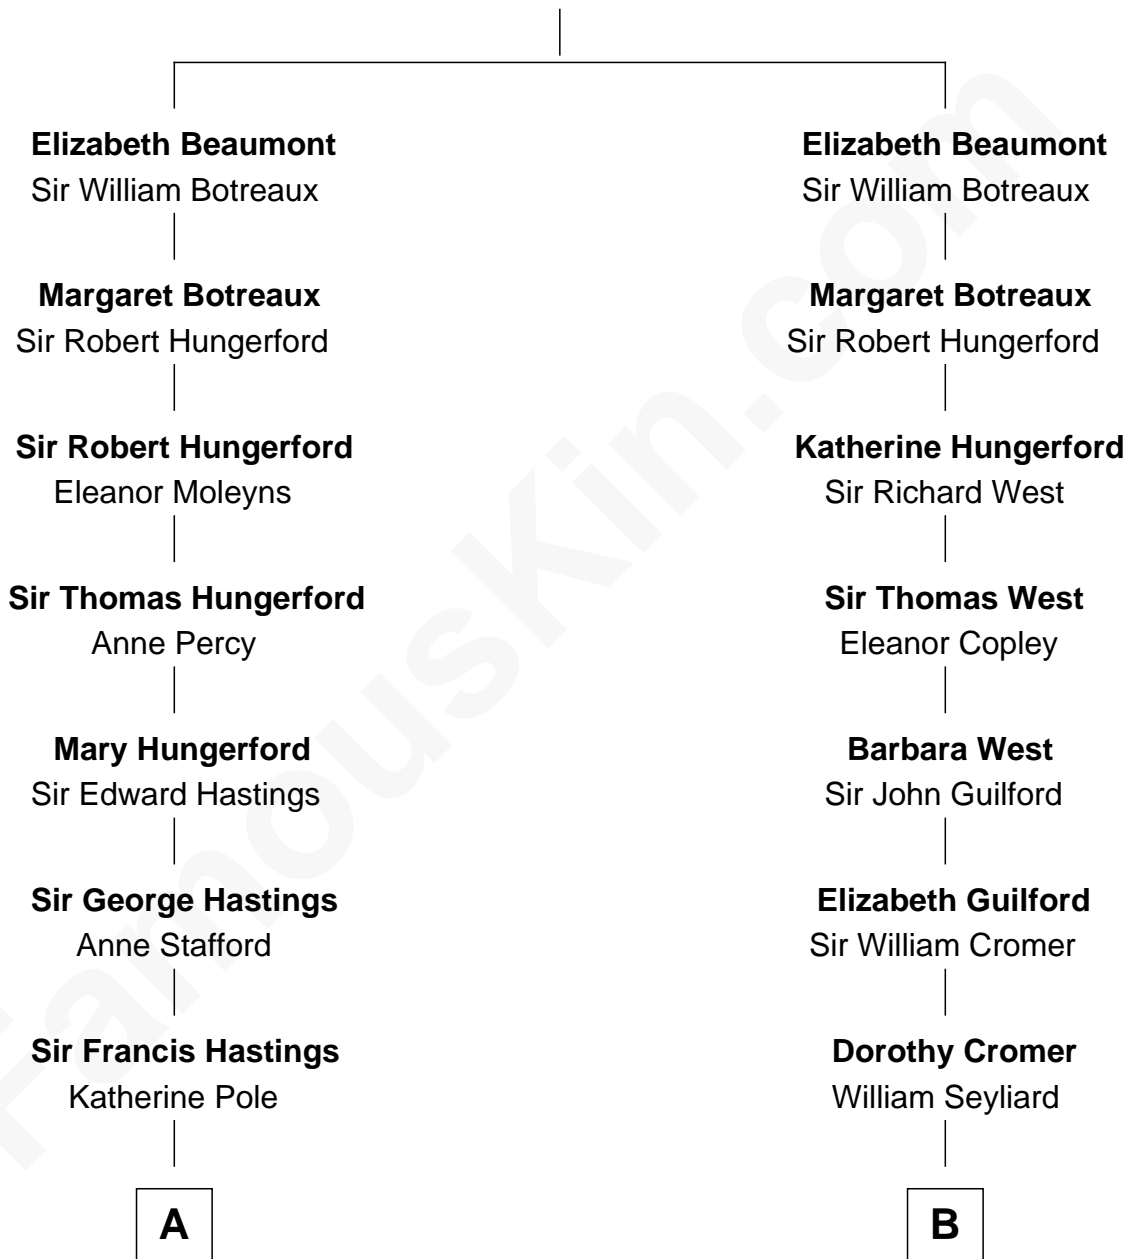 Elizabeth Beaumont
Sir William Botreaux
Margaret Botreaux
Sir Robert Hungerford
Sir Robert Hungerford
Eleanor Moleyns
Sir Thomas Hungerford
Anne Percy
Mary Hungerford
Sir Edward Hastings
Sir George Hastings
Anne Stafford
Sir Francis Hastings
Katherine Pole
A
Elizabeth Beaumont
Sir William Botreaux
Margaret Botreaux
Sir Robert Hungerford
Katherine Hungerford
Sir Richard West
Sir Thomas West
Eleanor Copley
Barbara West
Sir John Guilford
Elizabeth Guilford
Sir William Cromer
Dorothy Cromer
William Seyliard
B
FamousKin.com